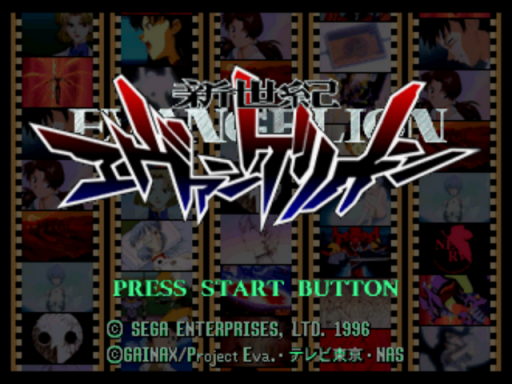 新世紀
EVANGELION
エヴァンゲリオン
PRESS START BUTTON
© SEGA ENTERPRISES, LTD. 1996
©GAINAX/Project Eva.・テレビ東京・NAS